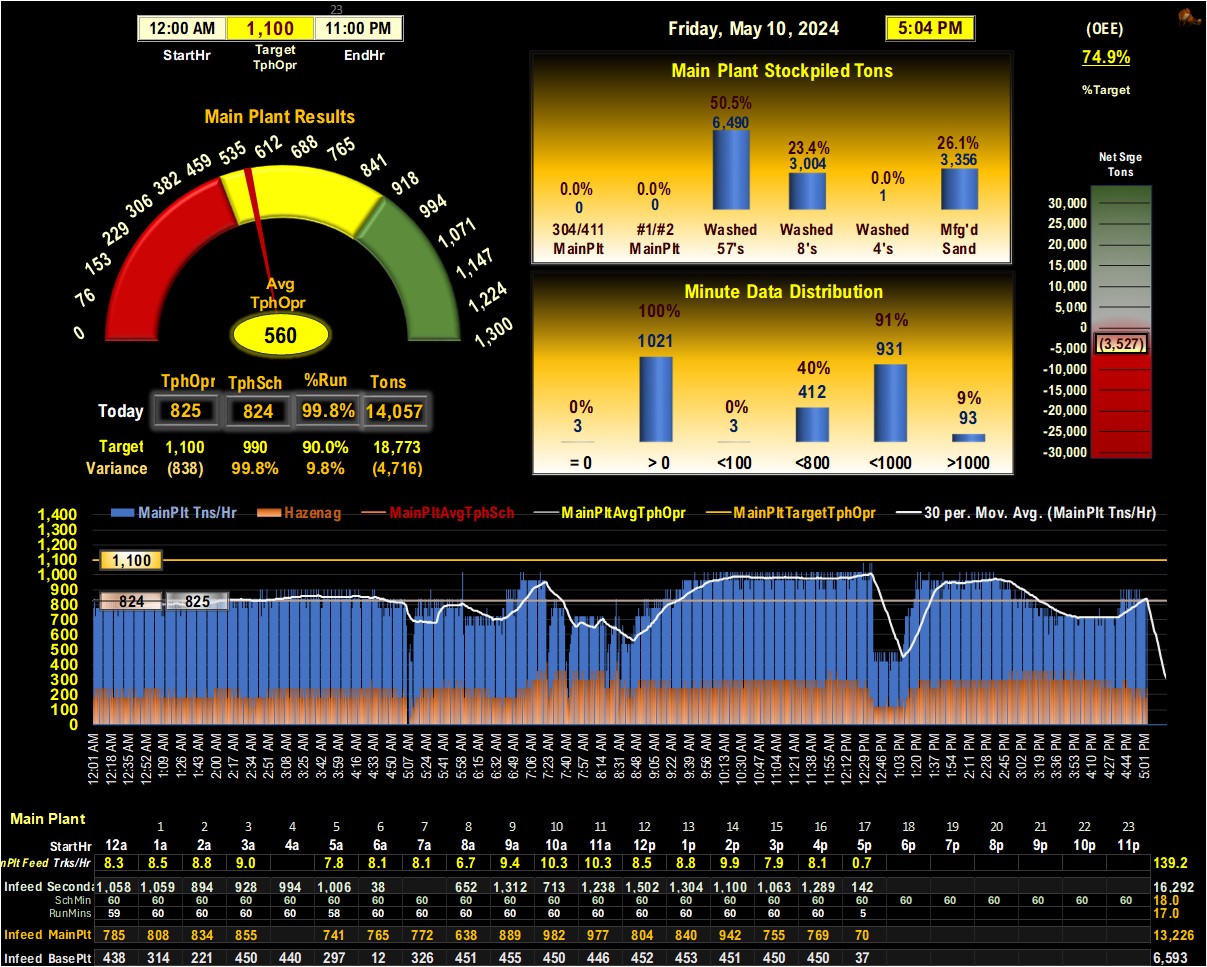 23
12:00 AM 1,100 11:00 PM
StartHr Target TphOpr EndHr
Friday, May 10, 2024 5:04 PM
(OEE)
74.9%
%Target
Main Plant Results
0 76 153 229 306 382 459 535 612 688 765 841 918 994 1,071 1,147 1,224 1,300
Avg
TphOpr
560
TphOpr TphSch %Run Tons
Today 825 824 99.8% 14,057
Target 1,100 990 90.0% 18,773
Variance (838) 99.8% 9.8% (4,716)
Main Plant Stockpiled Tons
0.0% 0.0% 50.5% 23.4% 0.0% 26.1%
0 0 6,490 3,004 1 3,356
304/411 #1/#2 Washed Washed Washed Mfg'd
MainPlt MainPlt 57's 8's 4's Sand
Minute Data Distribution
0% 100% 0% 40% 91% 9%
3 1021 3 412 931 93
= 0 > 0 <100 <800 <1000 >1000
Net Srge
Tons
30,000
25,000
20,000
15,000
10,000
5,000
0
(3,527)
-5,000
-10,000
-15,000
-20,000
-25,000
-30,000
MainPlt Tns/Hr Hazenag MainPltAvgTphSch MainPltAvgTphOpr MainPltTargetTphOpr 30 per. Mov. Avg. (MainPlt Tns/Hr)
1,400
1,300
1,200
1,100 1,100
1,000
900
800 824 825
700
600
500
400
300
200
100
0
12:01 AM 12:18 AM 12:35 AM 12:52 AM 1:09 AM 1:26 AM 1:43 AM 2:00 AM 2:17 AM 2:34 AM 2:51 AM 3:08 AM 3:25 AM 3:42 AM 3:59 AM 4:16 AM 4:33 AM 4:50 AM 5:07 AM 5:24 AM 5:41 AM 5:58 AM 6:15 AM 6:32 AM 6:49 AM 7:06 AM 7:23 AM 7:40 AM 7:57 AM 8:14 AM 8:31 AM 8:48 AM 9:05 AM 9:22 AM 9:39 AM 9:56 AM 10:13 AM 10:30 AM 10:47 AM 11:04 AM 11:21 AM 11:38 AM 11:55 AM 12:12 PM 12:29 PM 12:46 PM 1:03 PM 1:20 PM 1:37 PM 1:54 PM 2:11 PM 2:28 PM 2:45 PM 3:02 PM 3:19 PM 3:36 PM 3:53 PM 4:10 PM 4:27 PM 4:44 PM 5:01 PM
Main Plant
1 2 3 4 5 6 7 8 9 10 11 12 13 14 15 16 17 18 19 20 21 22 23
StartHr 12a 1a 2a 3a 4a 5a 6a 7a 8a 9a 10a 11a 12p 1p 2p 3p 4p 5p 6p 7p 8p 9p 10p 11p
nPlt Feed Trks/Hr 8.3 8.5 8.8 9.0 7.8 8.1 8.1 6.7 9.4 10.3 10.3 8.5 8.8 9.9 7.9 8.1 0.7 139.2
Infeed Seconda 1,058 1,059 894 928 994 1,006 38 652 1,312 713 1,238 1,502 1,304 1,100 1,063 1,289 142 16,292
SchMin 60 60 60 60 60 60 60 60 60 60 60 60 60 60 60 60 60 60 60 60 60 60 60 60 18.0
RunMins 59 60 60 60 60 58 60 60 60 60 60 60 60 60 60 60 60 5 17.0
Infeed MainPlt 785 808 834 855 741 765 772 638 889 982 977 804 840 942 755 769 70 13,226
Infeed BasePlt 438 314 221 450 440 297 12 326 451 455 450 446 452 453 451 450 450 37 6,593